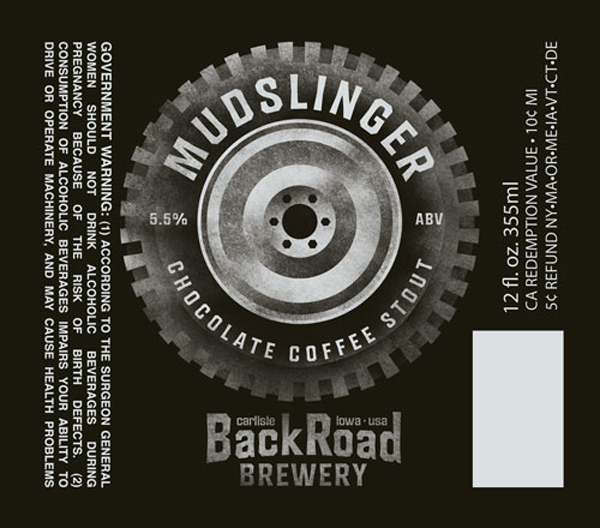 GOVERNMENT WARNING: (1) ACCORDING TO THE SURGEON GENERAL
WOMEN SHOULD NOT DRINK ALCOHOLIC BEVERAGES DURING
PREGNANCY BECAUSE OF THE RISK OF BIRTH DEFECTS. (2)
CONSUMPTION OF ALCOHOLIC BEVERAGES IMPAIRS YOUR ABILITY TO
DRIVE OR OPERATE MACHINERY, AND MAY CAUSE HEALTH PROBLEMS
MUDSLINGER
5.5% ABV
CHOCOLATE COFFEE STOUT
carlisle iowa · usa
BackRoad
BREWERY
12 fl. oz. 355ml
CA REDEMPTION VALUE • 10¢ MI
5¢ REFUND NY•MA•OR•ME•IA•VT•CT•DE